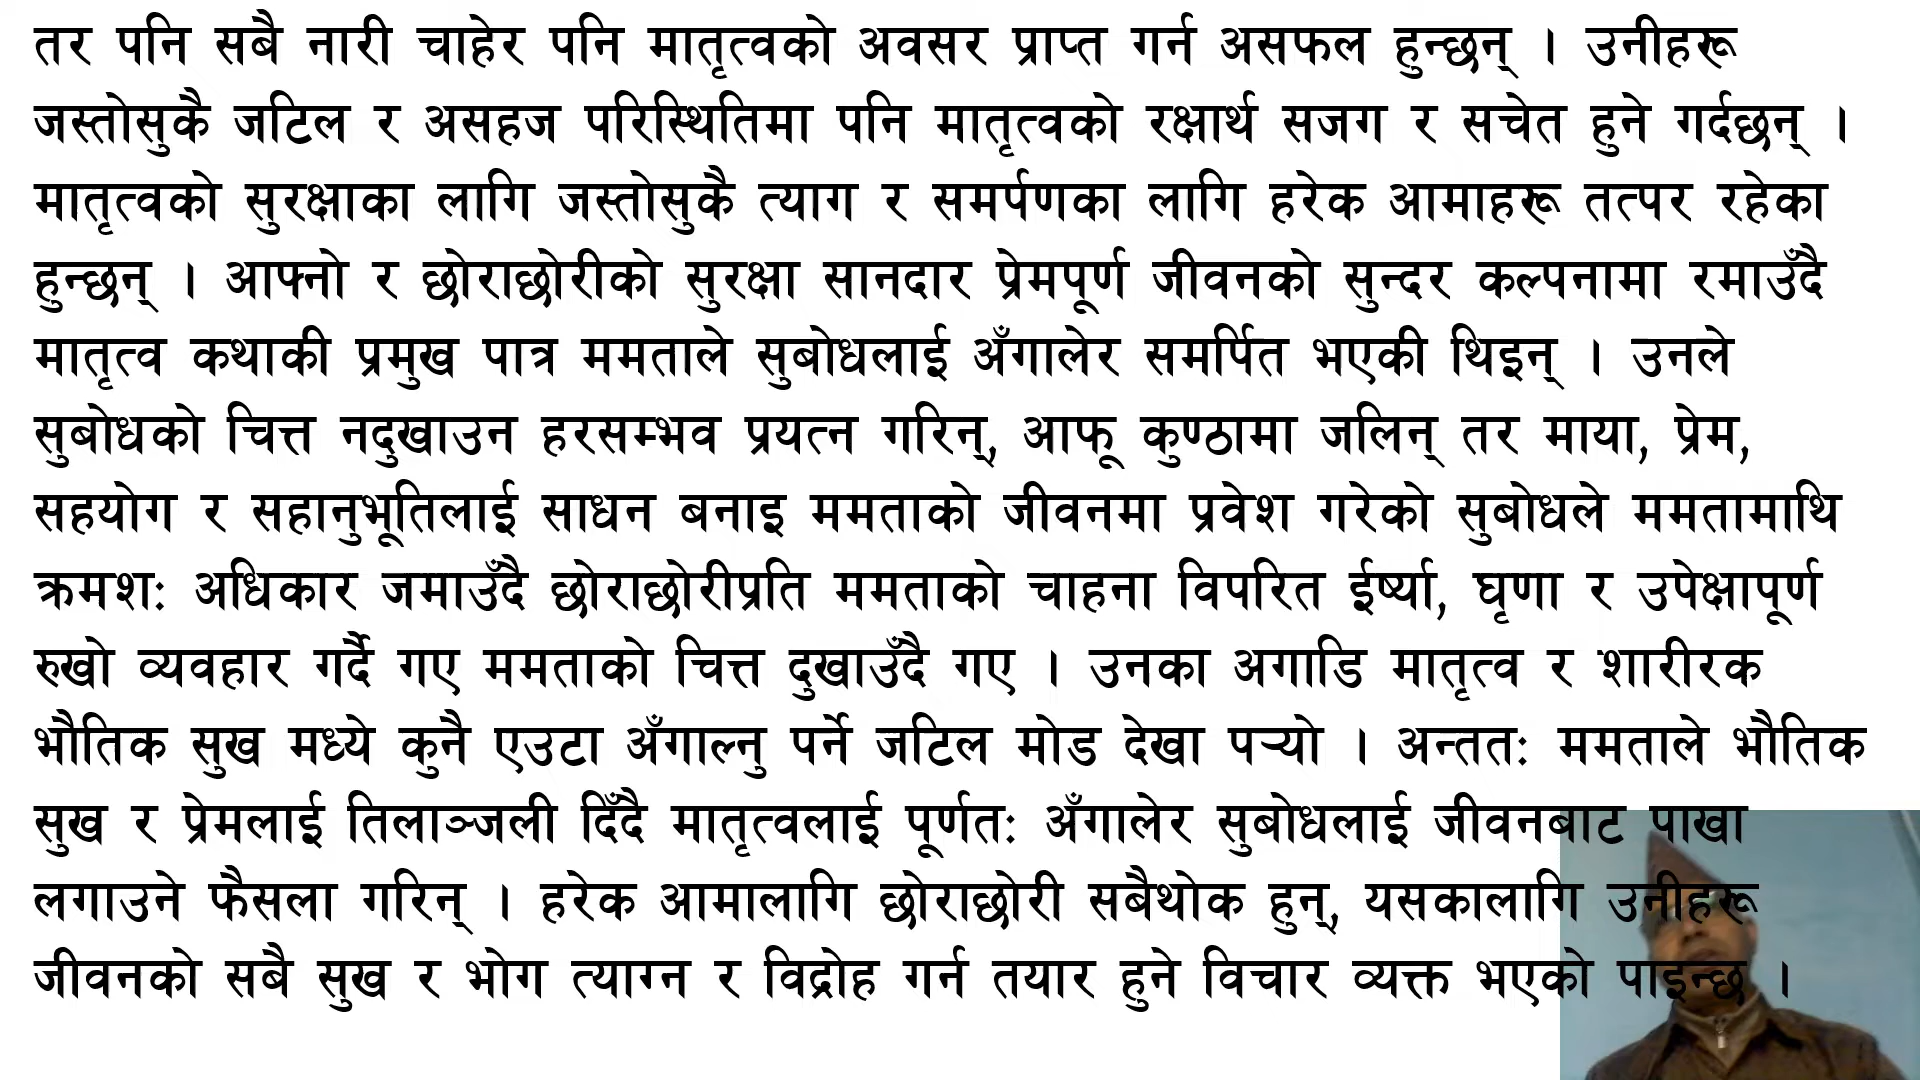 तर पनि सबै नारी चाहेर पनि मातृत्वको अवसर प्राप्त गर्न असफल हुन्छन् । उनीहरू
जस्तोसुकै जटिल र असहज परिस्थितिमा पनि मातृत्वको रक्षार्थ सजग र सचेत हुने गर्दछन् ।
मातृत्वको सुरक्षाका लागि जस्तोसुकै त्याग र समर्पणका लागि हरेक आमाहरू तत्पर रहेका
हुन्छन् । आफ्नो र छोराछोरीको सुरक्षा सानदार प्रेमपूर्ण जीवनको सुन्दर कल्पनामा रमाउँदै
मातृत्व कथाकी प्रमुख पात्र ममताले सुबोधलाई अँगालेर समर्पित भएकी थिइन् । उनले
सुबोधको चित्त नदुखाउन हरसम्भव प्रयत्न गरिन्, आफू कुण्ठामा जलिन् तर माया, प्रेम,
सहयोग र सहानुभूतिलाई साधन बनाइ ममताको जीवनमा प्रवेश गरेको सुबोधले ममतामाथि
क्रमशः अधिकार जमाउँदै छोराछोरीप्रति ममताको चाहना विपरित ईर्ष्या, घृणा र उपेक्षापूर्ण
रुखो व्यवहार गर्दै गए ममताको चित्त दुखाउँदै गए । उनका अगाडि मातृत्व र शारीरक
भौतिक सुख मध्ये कुनै एउटा अँगाल्नु पर्ने जटिल मोड देखा पऱ्यो । अन्ततः ममताले भौतिक
सुख र प्रेमलाई तिलाञ्जली दिँदै मातृत्वलाई पूर्णतः अँगालेर सुबोधलाई जीवनबाट पाखा
लगाउने फैसला गरिन् । हरेक आमालागि छोराछोरी सबैथोक हुन्, यसकालागि उनीहरू
जीवनको सबै सुख र भोग त्याग्न र विद्रोह गर्न तयार हुने विचार व्यक्त भएको पाइन्छ ।